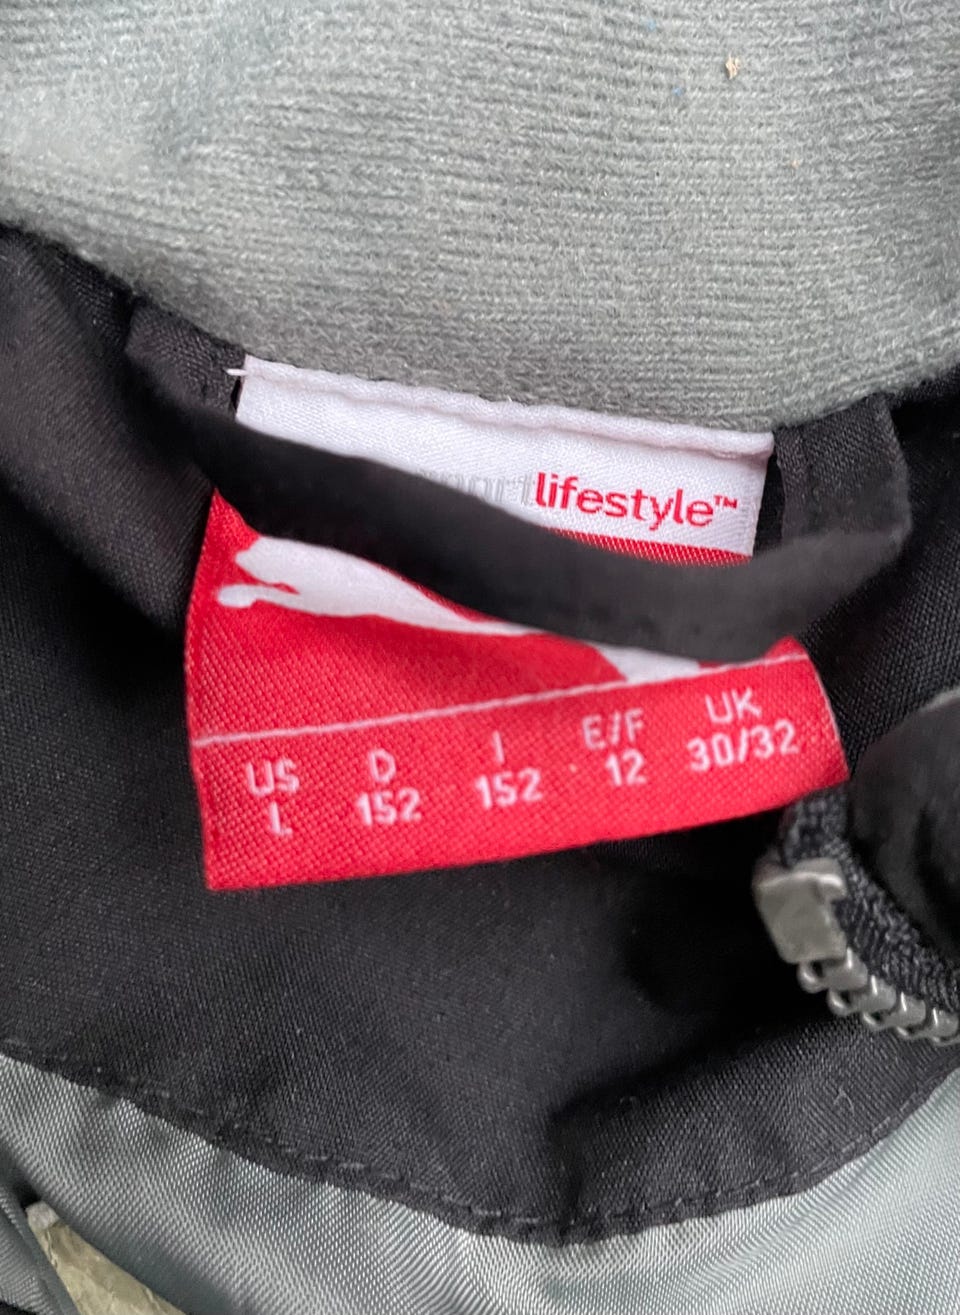 lifestyle™
US D I E/F UK
L 152 152 12 30/32